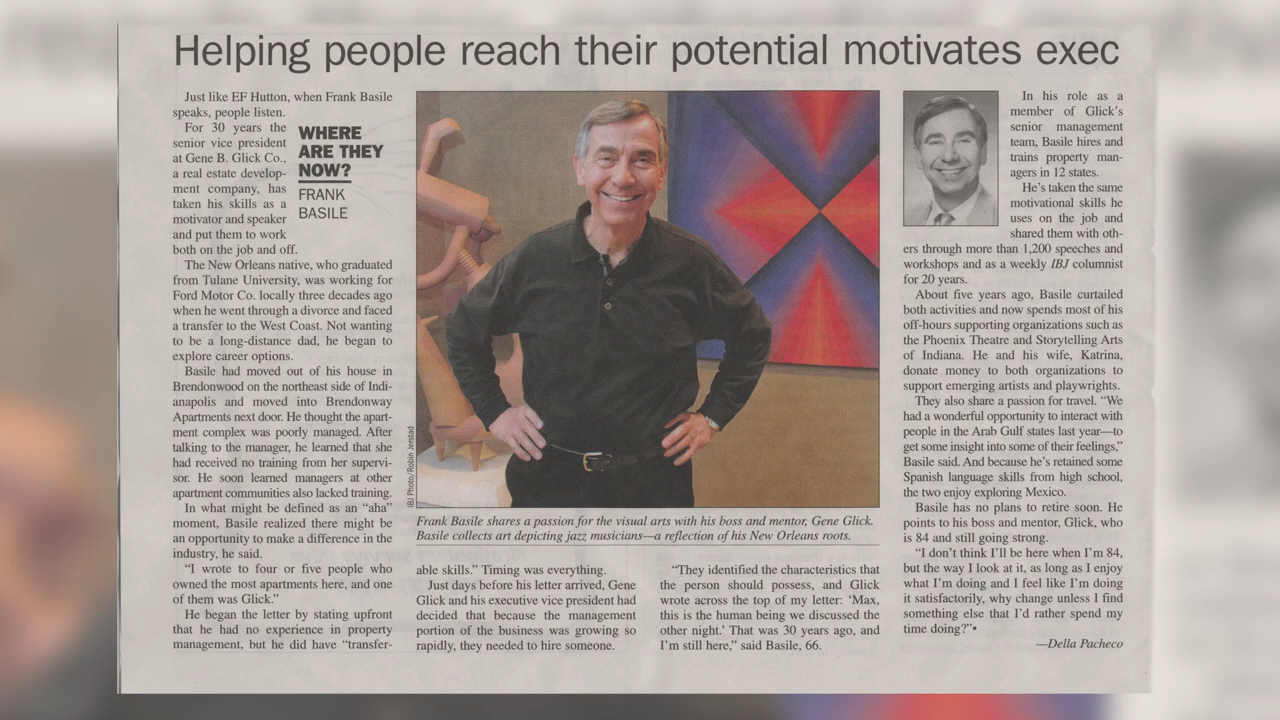 Helping people reach their potential motivates exec
Just like EF Hutton, when Frank Basile
speaks, people listen.
For 30 years the
senior vice president
at Gene B. Glick Co.,
a real estate develop-
ment company, has
taken his skills as a
motivator and speaker
and put them to work
both on the job and off.
WHERE
ARE THEY
NOW?
FRANK
BASILE
The New Orleans native, who graduated
from Tulane University, was working for
Ford Motor Co. locally three decades ago
when he went through a divorce and faced
a transfer to the West Coast. Not wanting
to be a long-distance dad, he began to
explore career options.
Basile had moved out of his house in
Brendonwood on the northeast side of Indi-
anapolis and moved into Brendonway
Apartments next door. He thought the apart-
ment complex was poorly managed. After
talking to the manager, he learned that she
had received no training from her supervi-
sor. He soon learned managers at other
apartment communities also lacked training.
In what might be defined as an “aha”
moment, Basile realized there might be
an opportunity to make a difference in the
industry, he said.
“I wrote to four or five people who
owned the most apartments here, and one
of them was Glick.”
He began the letter by stating upfront
that he had no experience in property
management, but he did have “transfer-
IBJ Photo/Robin Jerstad
Frank Basile shares a passion for the visual arts with his boss and mentor, Gene Glick.
Basile collects art depicting jazz musicians—a reflection of his New Orleans roots.
able skills.” Timing was everything.
Just days before his letter arrived, Gene
Glick and his executive vice president had
decided that because the management
portion of the business was growing so
rapidly, they needed to hire someone.
“They identified the characteristics that
the person should possess, and Glick
wrote across the top of my letter: ‘Max,
this is the human being we discussed the
other night.’ That was 30 years ago, and
I’m still here,” said Basile, 66.
In his role as a
member of Glick’s
senior management
team, Basile hires and
trains property man-
agers in 12 states.
He’s taken the same
motivational skills he
uses on the job and
shared them with oth-
ers through more than 1,200 speeches and
workshops and as a weekly IBJ columnist
for 20 years.
About five years ago, Basile curtailed
both activities and now spends most of his
off-hours supporting organizations such as
the Phoenix Theatre and Storytelling Arts
of Indiana. He and his wife, Katrina,
donate money to both organizations to
support emerging artists and playwrights.
They also share a passion for travel. “We
had a wonderful opportunity to interact with
people in the Arab Gulf states last year—to
get some insight into some of their feelings,”
Basile said. And because he’s retained some
Spanish language skills from high school,
the two enjoy exploring Mexico.
Basile has no plans to retire soon. He
points to his boss and mentor, Glick, who
is 84 and still going strong.
“I don’t think I’ll be here when I’m 84,
but the way I look at it, as long as I enjoy
what I’m doing and I feel like I’m doing
it satisfactorily, why change unless I find
something else that I’d rather spend my
time doing?”•
—Della Pacheco